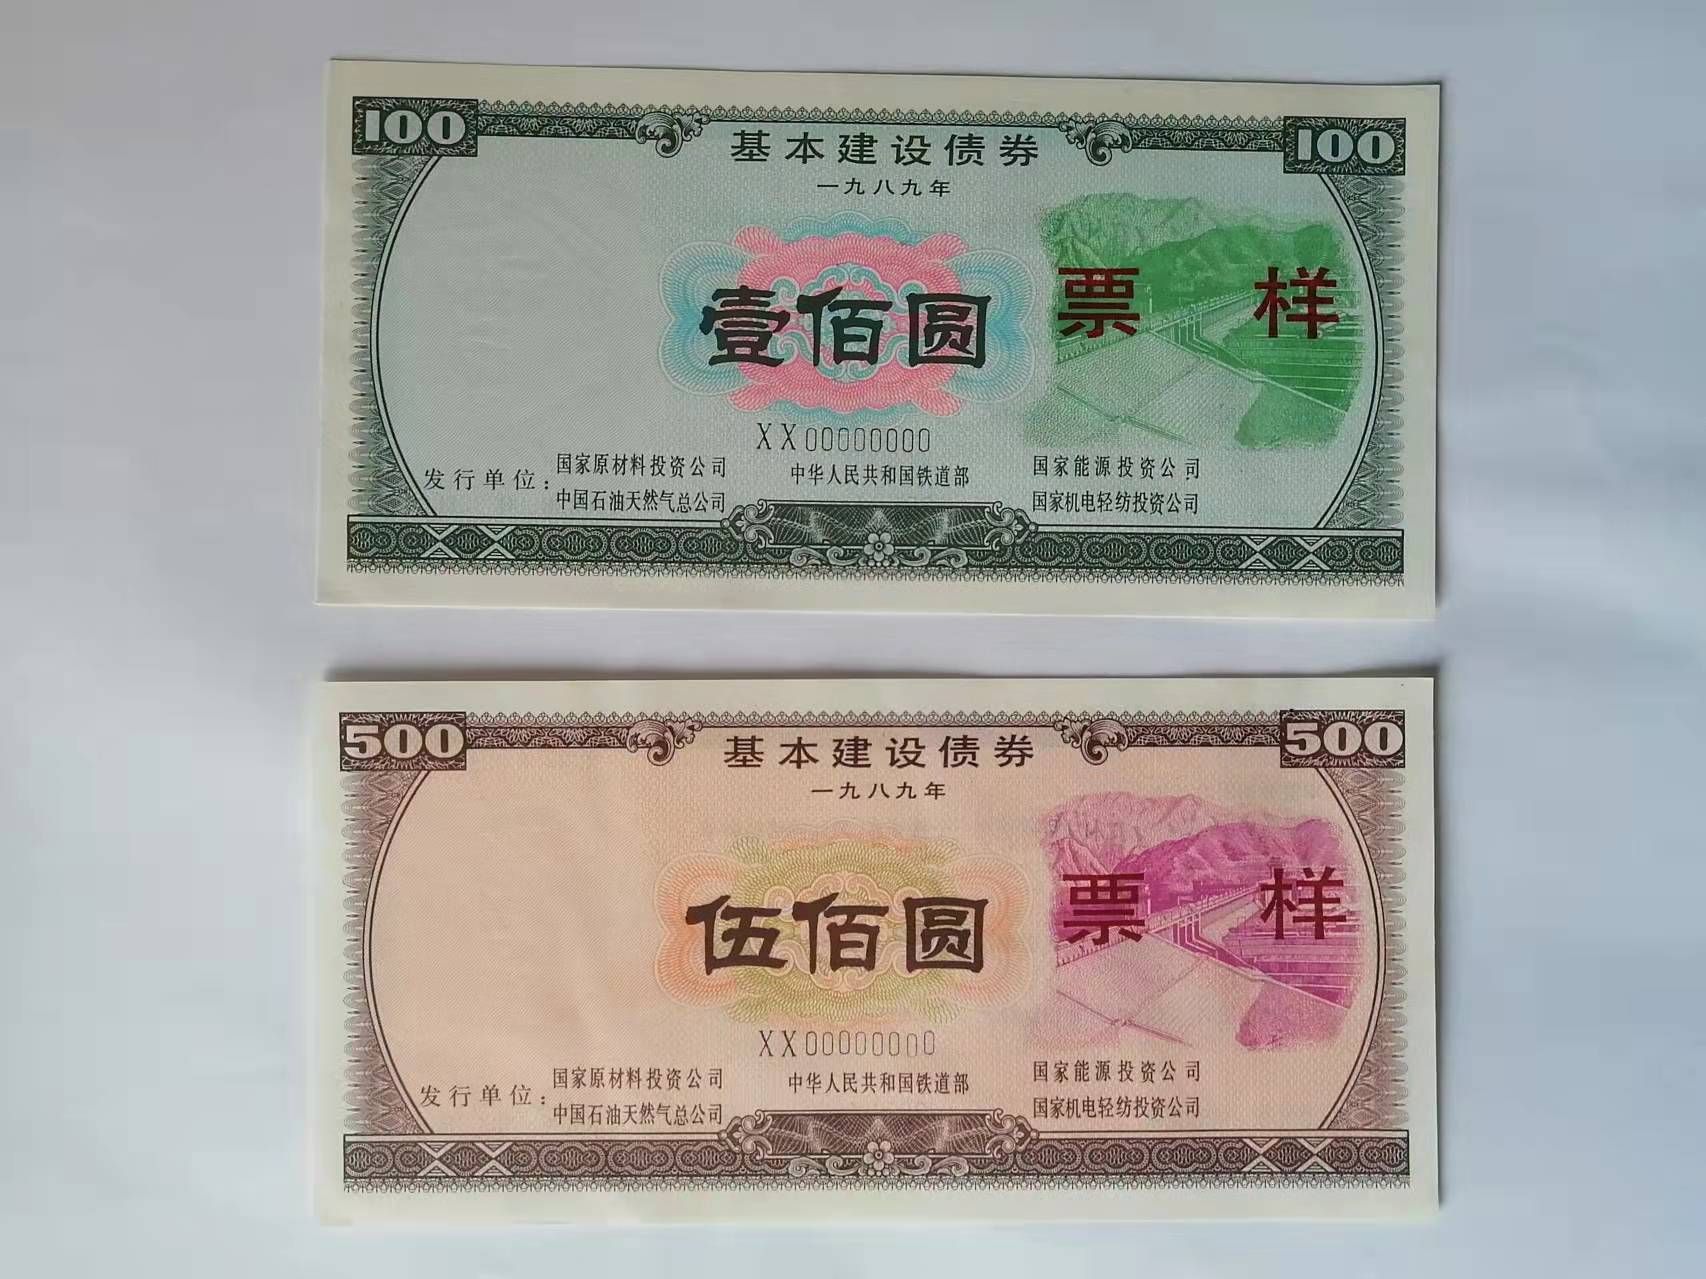 100
100
基本建设债券
一九八九年
壹佰圆
票样
XX00000000
发行单位：
国家原材料投资公司
中国石油天然气总公司
中华人民共和国铁道部
国家能源投资公司
国家机电轻纺投资公司
500
500
基本建设债券
一九八九年
伍佰圆
票样
XX00000000
发行单位：
国家原材料投资公司
中国石油天然气总公司
中华人民共和国铁道部
国家能源投资公司
国家机电轻纺投资公司